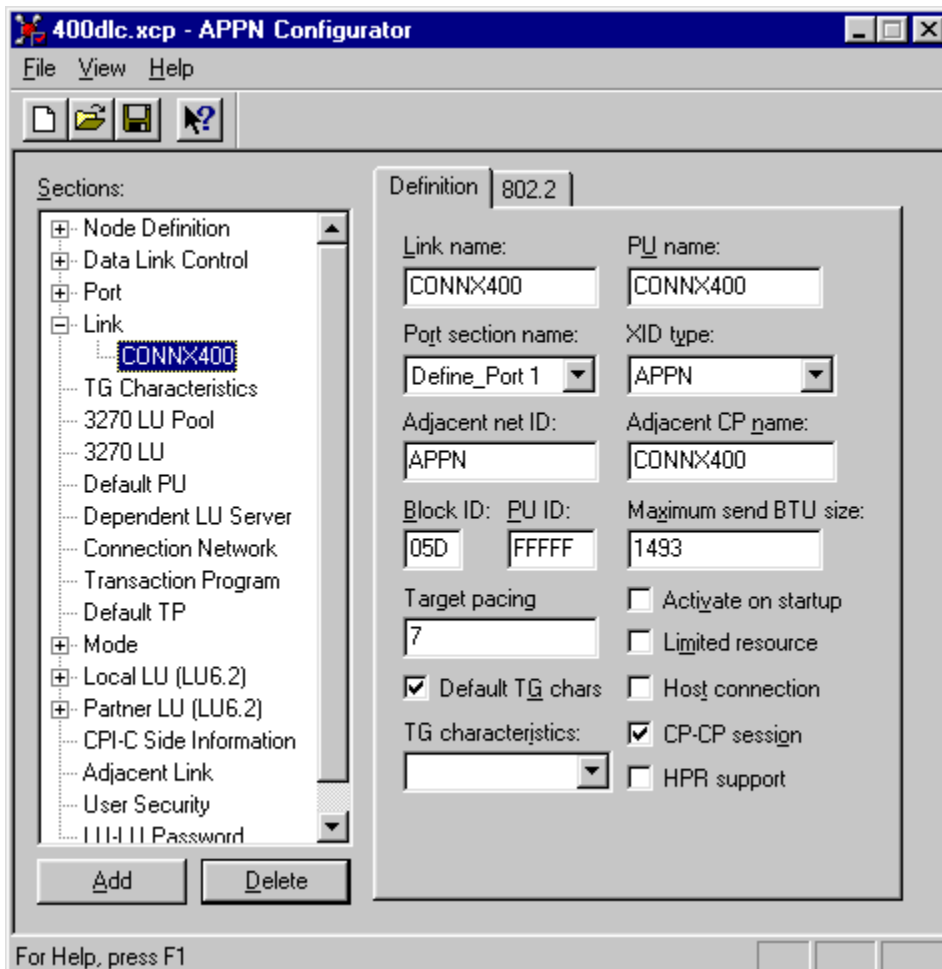 400dlc.xcp - APPN Configurator
File View Help
Sections:
Node Definition
Data Link Control
Port
Link
CONNX400
TG Characteristics
3270 LU Pool
3270 LU
Default PU
Dependent LU Server
Connection Network
Transaction Program
Default TP
Mode
Local LU (LU6.2)
Partner LU (LU6.2)
CPI-C Side Information
Adjacent Link
User Security
LU-LU Password
Add Delete
Definition 802.2
Link name: PU name:
CONNX400 CONNX400
Port section name: XID type:
Define_Port 1 APPN
Adjacent net ID: Adjacent CP name:
APPN CONNX400
Block ID: PU ID: Maximum send BTU size:
05D FFFFF 1493
Target pacing Activate on startup
7 Limited resource
Default TG chars Host connection
TG characteristics: CP-CP session
HPR support
For Help, press F1